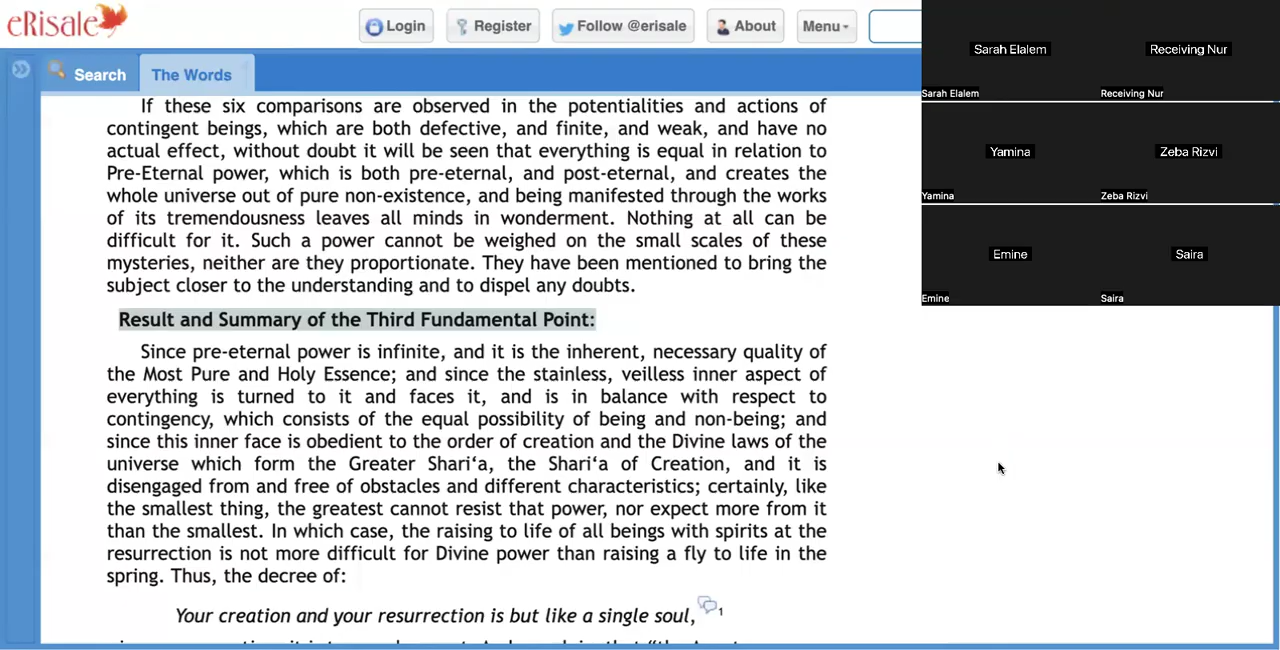 eRisale
Login
Register
Follow @erisale
About
Menu
Search
The Words
Sarah Elalem
Receiving Nur
Sarah Elalem
Receiving Nur
Yamina
Zeba Rizvi
Yamina
Zeba Rizvi
Emine
Saira
Emine
Saira
If these six comparisons are observed in the potentialities and actions of
contingent beings, which are both defective, and finite, and weak, and have no
actual effect, without doubt it will be seen that everything is equal in relation to
Pre-Eternal power, which is both pre-eternal, and post-eternal, and creates the
whole universe out of pure non-existence, and being manifested through the works
of its tremendousness leaves all minds in wonderment. Nothing at all can be
difficult for it. Such a power cannot be weighed on the small scales of these
mysteries, neither are they proportionate. They have been mentioned to bring the
subject closer to the understanding and to dispel any doubts.
Result and Summary of the Third Fundamental Point:
Since pre-eternal power is infinite, and it is the inherent, necessary quality of
the Most Pure and Holy Essence; and since the stainless, veilless inner aspect of
everything is turned to it and faces it, and is in balance with respect to
contingency, which consists of the equal possibility of being and non-being; and
since this inner face is obedient to the order of creation and the Divine laws of the
universe which form the Greater Shari‘a, the Shari‘a of Creation, and it is
disengaged from and free of obstacles and different characteristics; certainly, like
the smallest thing, the greatest cannot resist that power, nor expect more from it
than the smallest. In which case, the raising to life of all beings with spirits at the
resurrection is not more difficult for Divine power than raising a fly to life in the
spring. Thus, the decree of:
Your creation and your resurrection is but like a single soul, 1